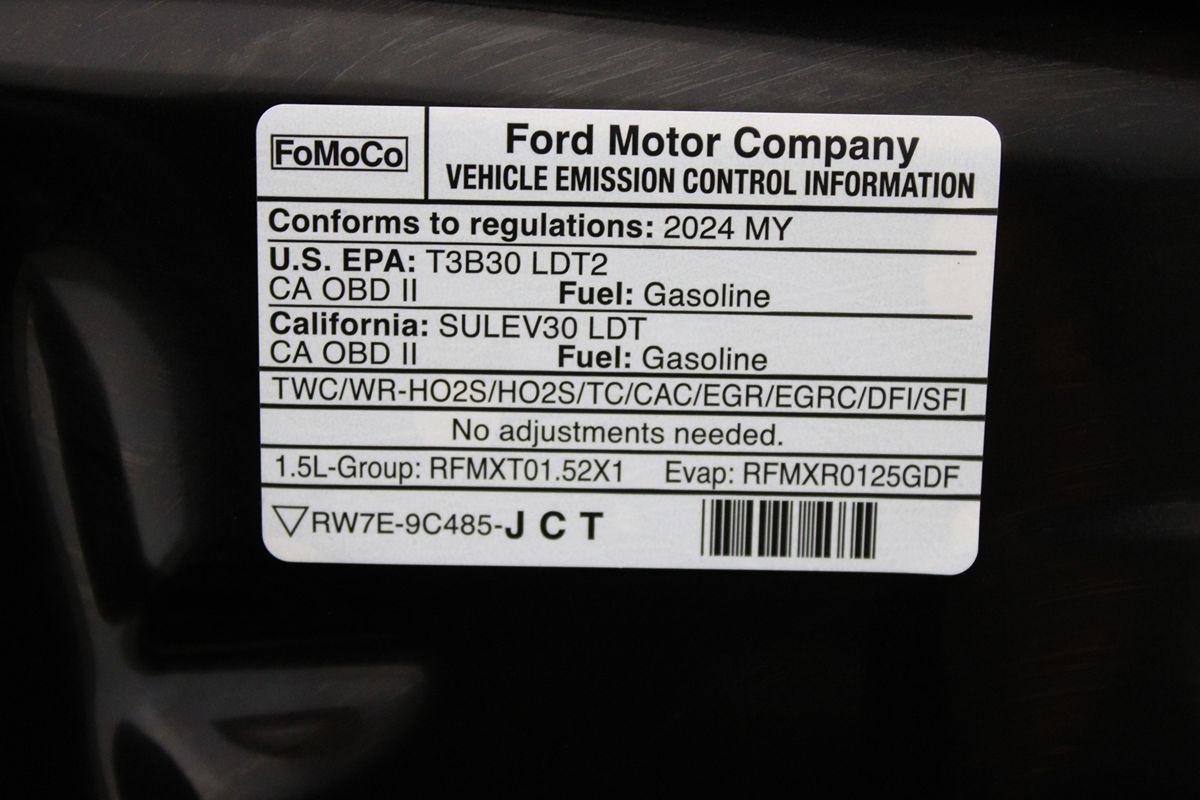 FoMoCo
Ford Motor Company
VEHICLE EMISSION CONTROL INFORMATION
Conforms to regulations: 2024 MY
U.S. EPA: T3B30 LDT2
CA OBD II Fuel: Gasoline
California: SULEV30 LDT
CA OBD II Fuel: Gasoline
TWC/WR-HO2S/HO2S/TC/CAC/EGR/EGRC/DFI/SFI
No adjustments needed.
1.5L-Group: RFMXT01.52X1 Evap: RFMXR0125GDF
RW7E-9C485-J C T